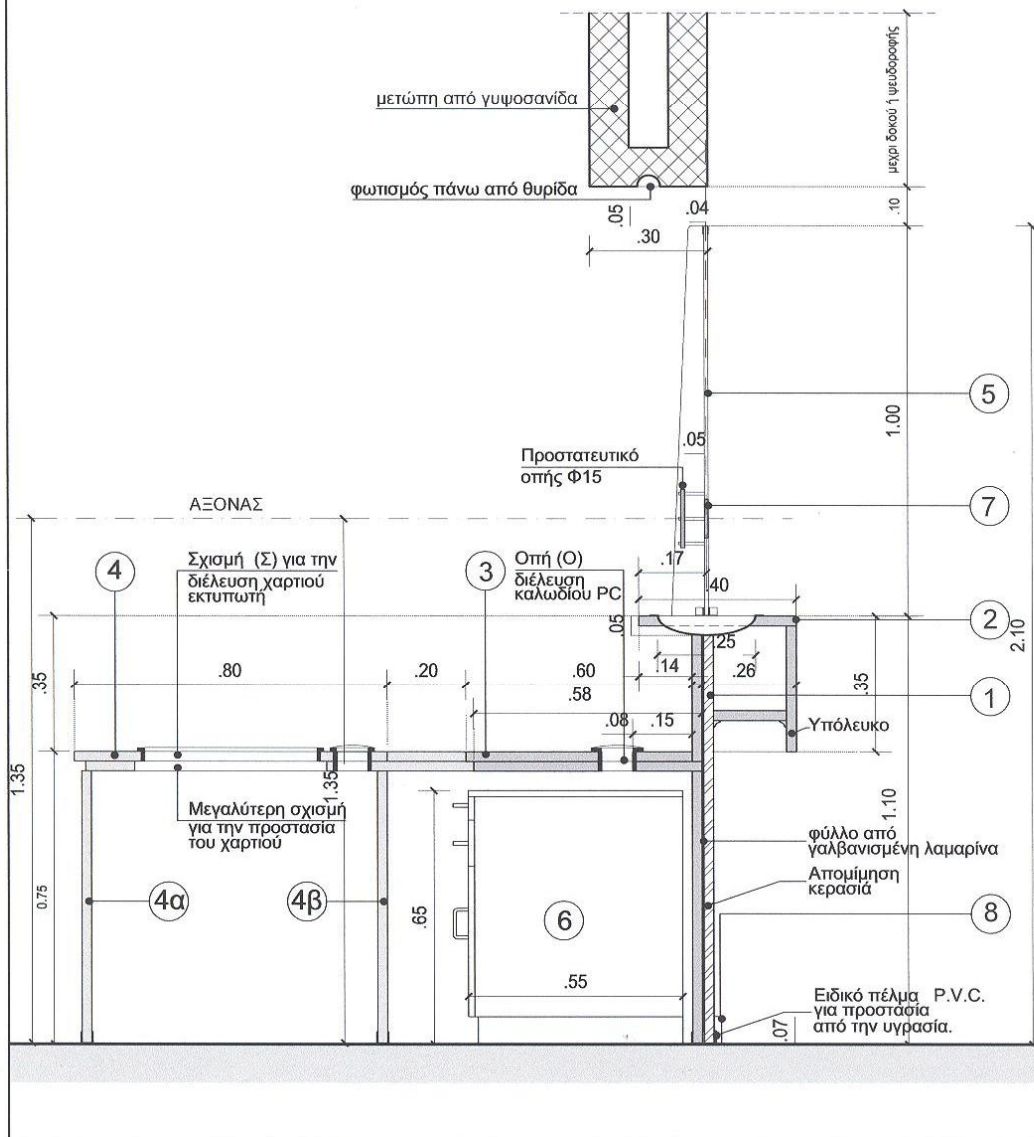 μετώπη από γυψοσανίδα
μεχρι δοκού ή ψευδοροφής
φωτισμός πάνω από θυρίδα
.10
.05
.04
.30
5
1.00
.05
Προστατευτικό
οπής Φ15
7
ΑΞΟΝΑΣ
4
Σχισμή (Σ) για την
διέλευση χαρτιού
εκτυπωτή
3
Οπή (Ο)
διέλευση
καλωδίου PC
.17
.40
2
2.10
.05
.25
.14
.26
.35
.80
.20
.60
.58
.35
1
.08
.15
Υπόλευκο
1.35
1.35
1.10
Μεγαλύτερη σχισμή
για την προστασία
του χαρτιού
φύλλο από
γαλβανισμένη λαμαρίνα
Απομίμηση
κερασιά
0.75
4α
4β
.65
6
8
.55
Ειδικό πέλμα P.V.C.
για προστασία
από την υγρασία.
.07